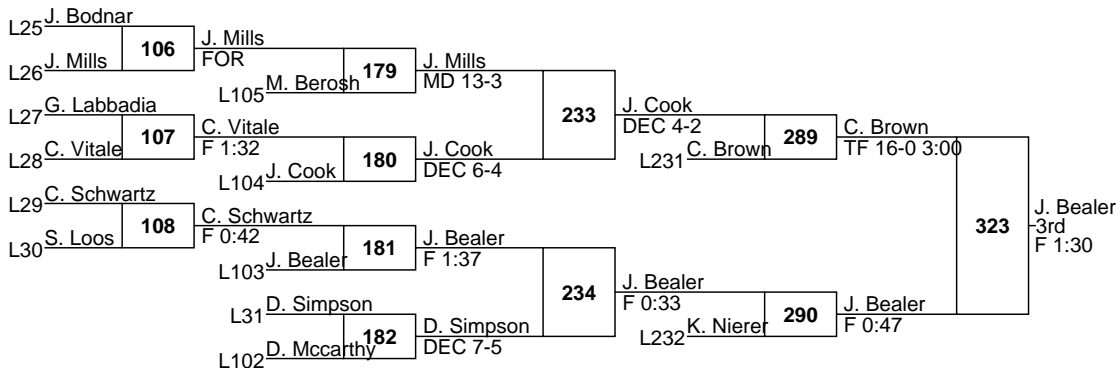 L25 J. Bodnar
106
J. Mills
FOR
L26 J. Mills
179
J. Mills
MD 13-3
L105 M. Berosh
L27 G. Labbadia
107
C. Vitale
F 1:32
L28 C. Vitale
180
J. Cook
DEC 6-4
L104 J. Cook
233
J. Cook
DEC 4-2
289
C. Brown
TF 16-0 3:00
L231 C. Brown
L29 C. Schwartz
108
C. Schwartz
F 0:42
L30 S. Loos
181
J. Bealer
F 1:37
L103 J. Bealer
L31 D. Simpson
182
D. Simpson
DEC 7-5
L102 D. Mccarthy
234
J. Bealer
F 0:33
290
J. Bealer
F 0:47
L232 K. Nierer
323
J. Bealer
3rd
F 1:30